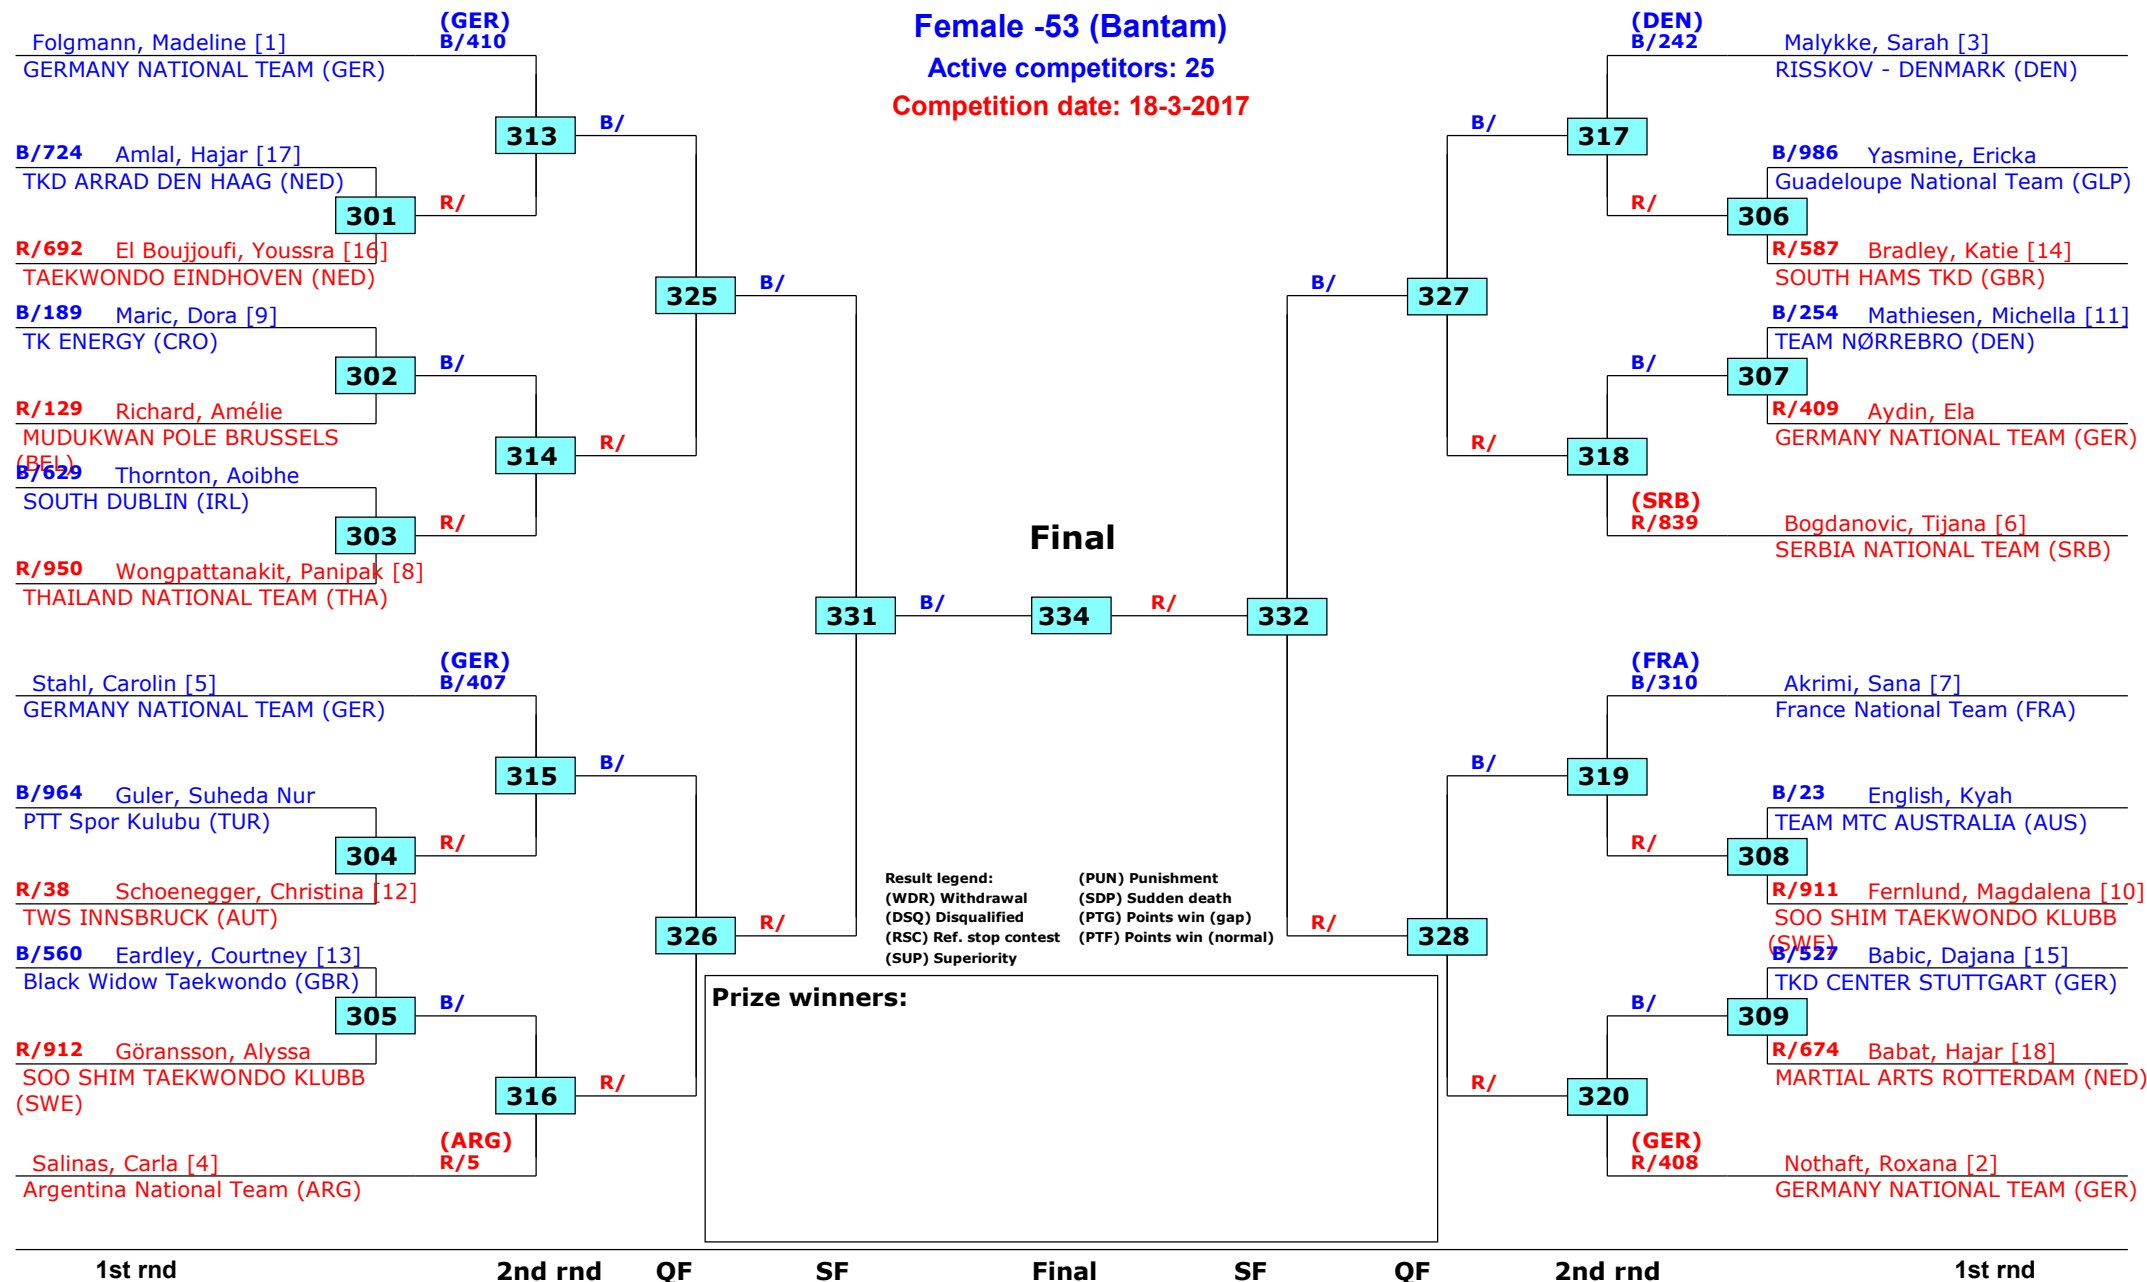 Female -53 (Bantam)
Active competitors: 25
Competition date: 18-3-2017
(GER)
Folgmann, Madeline [1] B/410
GERMANY NATIONAL TEAM (GER)
313
B/
B/724 Amlal, Hajar [17]
TKD ARRAD DEN HAAG (NED)
301
R/
R/692 El Boujjoufi, Youssra [16]
TAEKWONDO EINDHOVEN (NED)
325
B/
B/189 Maric, Dora [9]
TK ENERGY (CRO)
302
B/
R/129 Richard, Amélie
MUDUKWAN POLE BRUSSELS
(BEL)
314
R/
B/629 Thornton, Aoibhe
SOUTH DUBLIN (IRL)
303
R/
R/950 Wongpattanakit, Panipak [8]
THAILAND NATIONAL TEAM (THA)
331
B/
(GER)
Stahl, Carolin [5] B/407
GERMANY NATIONAL TEAM (GER)
315
B/
B/964 Guler, Suheda Nur
PTT Spor Kulubu (TUR)
304
R/
R/38 Schoenegger, Christina [12]
TWS INNSBRUCK (AUT)
326
R/
B/560 Eardley, Courtney [13]
Black Widow Taekwondo (GBR)
305
B/
R/912 Göransson, Alyssa
SOO SHIM TAEKWONDO KLUBB
(SWE)
316
R/
(ARG)
Salinas, Carla [4] R/5
Argentina National Team (ARG)
Final
334
(DEN)
B/242 Malykke, Sarah [3]
RISSKOV - DENMARK (DEN)
B/
317
B/986 Yasmine, Ericka
Guadeloupe National Team (GLP)
R/
306
R/587 Bradley, Katie [14]
SOUTH HAMS TKD (GBR)
B/
327
B/254 Mathiesen, Michella [11]
TEAM NØRREBRO (DEN)
B/
307
R/409 Aydin, Ela
GERMANY NATIONAL TEAM (GER)
R/
318
(SRB)
R/839 Bogdanovic, Tijana [6]
SERBIA NATIONAL TEAM (SRB)
R/
332
(FRA)
B/310 Akrimi, Sana [7]
France National Team (FRA)
B/
319
B/23 English, Kyah
TEAM MTC AUSTRALIA (AUS)
R/
308
R/911 Fernlund, Magdalena [10]
SOO SHIM TAEKWONDO KLUBB
(SWE)
R/
328
B/527 Babic, Dajana [15]
TKD CENTER STUTTGART (GER)
B/
309
R/674 Babat, Hajar [18]
MARTIAL ARTS ROTTERDAM (NED)
R/
320
(GER)
R/408 Nothaft, Roxana [2]
GERMANY NATIONAL TEAM (GER)
Result legend: (PUN) Punishment
(WDR) Withdrawal (SDP) Sudden death
(DSQ) Disqualified (PTG) Points win (gap)
(RSC) Ref. stop contest (PTF) Points win (normal)
(SUP) Superiority
Prize winners:
1st rnd 2nd rnd QF SF Final SF QF 2nd rnd 1st rnd